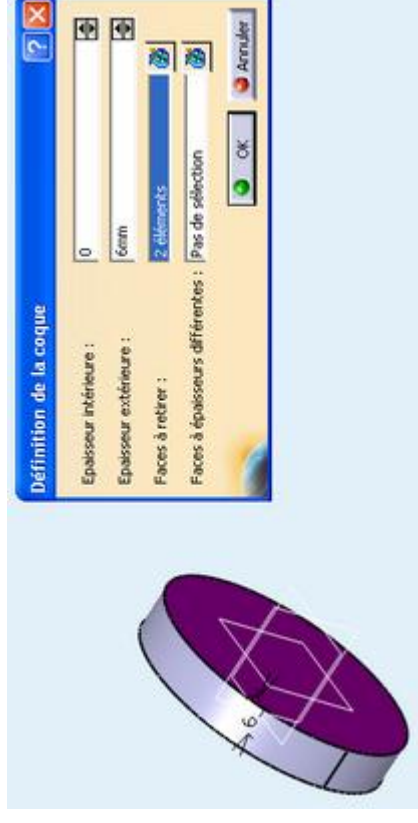 Définition de la coque
Epaisseur intérieure : 0
Epaisseur extérieure : 6mm
Faces à retirer : 2 éléments
Faces à épaisseurs différentes : Pas de sélection
OK Annuler
6